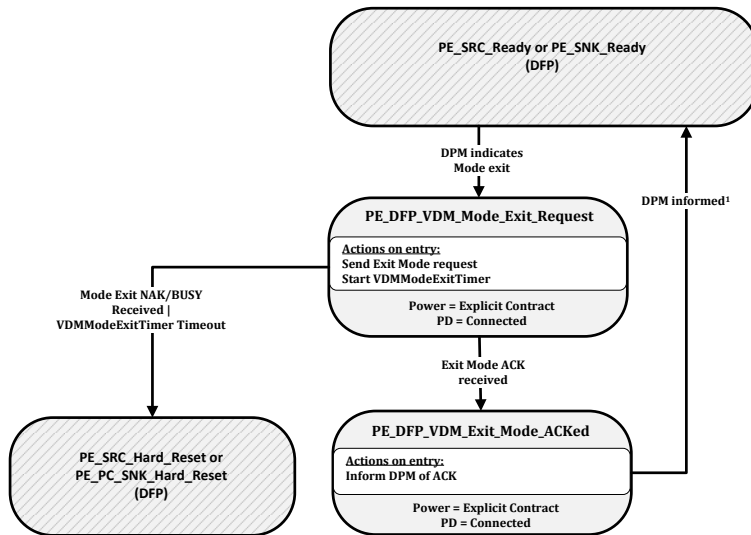 PE_SRC_Ready or PE_SNK_Ready
(DFP)
DPM indicates
Mode exit
DPM informed¹
PE_DFP_VDM_Mode_Exit_Request
Actions on entry:
Send Exit Mode request
Start VDMModeExitTimer
Power = Explicit Contract
PD = Connected
Mode Exit NAK/BUSY
Received |
VDMModeExitTimer Timeout
Exit Mode ACK
received
PE_SRC_Hard_Reset or
PE_PC_SNK_Hard_Reset
(DFP)
PE_DFP_VDM_Exit_Mode_ACKed
Actions on entry:
Inform DPM of ACK
Power = Explicit Contract
PD = Connected